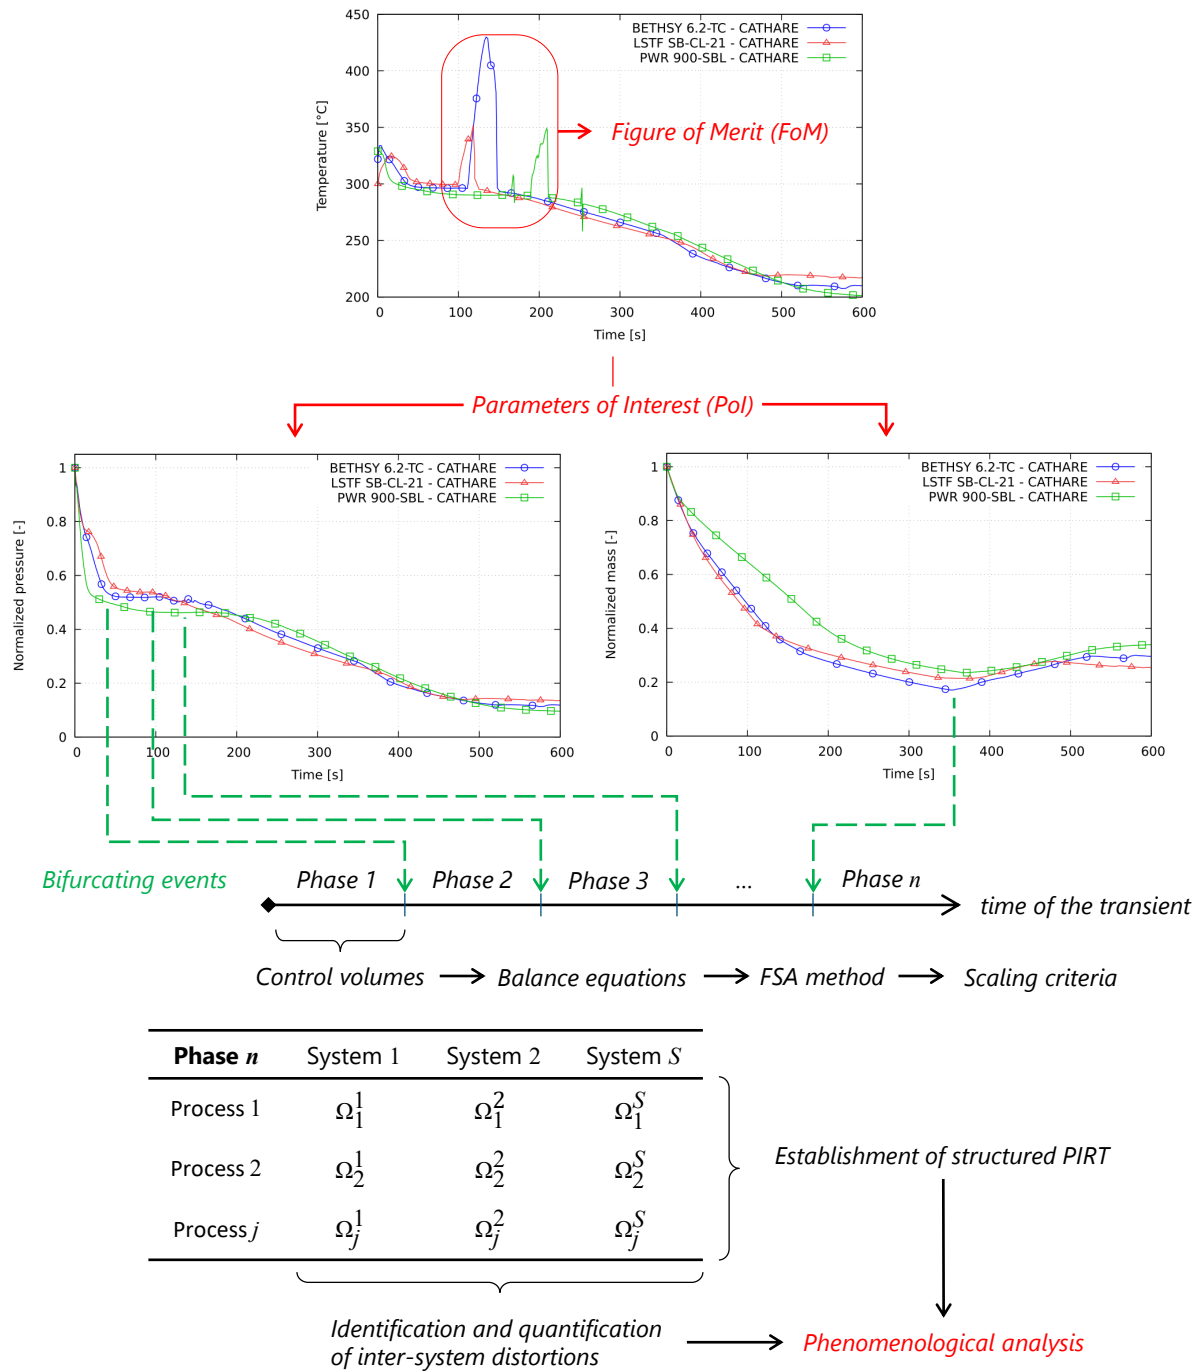 450
400
350
300
250
200
Temperature [°C]
BETHSY 6.2-TC - CATHARE
LSTF SB-CL-21 - CATHARE
PWR 900-SBL - CATHARE
Figure of Merit (FoM)
0 100 200 300 400 500 600
Time [s]
Parameters of Interest (PoI)
1
0.8
0.6
0.4
0.2
0
Normalized pressure [-]
BETHSY 6.2-TC - CATHARE
LSTF SB-CL-21 - CATHARE
PWR 900-SBL - CATHARE
0 100 200 300 400 500 600
Time [s]
1
0.8
0.6
0.4
0.2
0
Normalized mass [-]
BETHSY 6.2-TC - CATHARE
LSTF SB-CL-21 - CATHARE
PWR 900-SBL - CATHARE
0 100 200 300 400 500 600
Time [s]
Bifurcating events
Phase 1 Phase 2 Phase 3 ... Phase n
time of the transient
Control volumes Balance equations FSA method Scaling criteria
Phase n System 1 System 2 System S
Process 1 Ω₁¹ Ω₁² Ω₁ˢ
Process 2 Ω₂¹ Ω₂² Ω₂ˢ
Process j Ωⱼ¹ Ωⱼ² Ωⱼˢ
Establishment of structured PIRT
Identification and quantification
of inter-system distortions
Phenomenological analysis